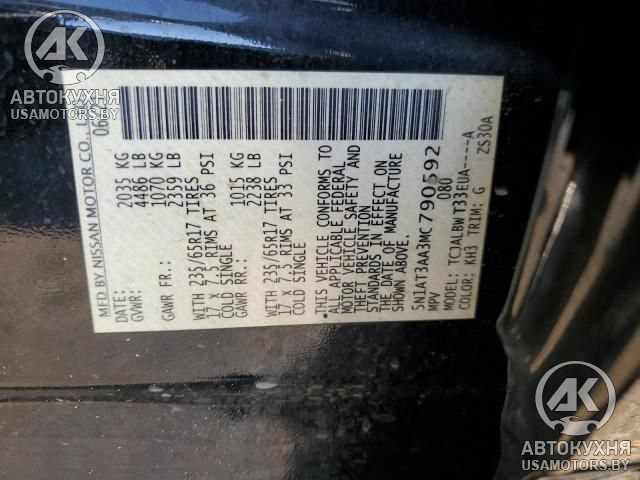 MFD BY NISSAN MOTOR CO., L
DATE: 06
GVWR: 2035 KG
4486 LB
GAWR FR.: 1070 KG
2359 LB
WITH 235/65R17 TIRES
17 X 7.5 RIMS AT 36 PSI
COLD SINGLE
GAWR RR.: 1015 KG
2238 LB
WITH 235/65R17 TIRES
17 X 7.5 RIMS AT 33 PSI
COLD SINGLE
•THIS VEHICLE CONFORMS TO
ALL APPLICABLE FEDERAL
MOTOR VEHICLE SAFETY AND
THEFT PREVENTION
STANDARDS IN EFFECT ON
THE DATE OF MANUFACTURE
SHOWN ABOVE.
5N1AT3AA3MC790592
MPV 080
MODEL: TCJALBWT33EUA----A
COLOR: KH3 TRIM: G ZS30A
АК
АВТОКУХНЯ
USAMOTORS.BY
АК
АВТОКУХНЯ
USAMOTORS.BY